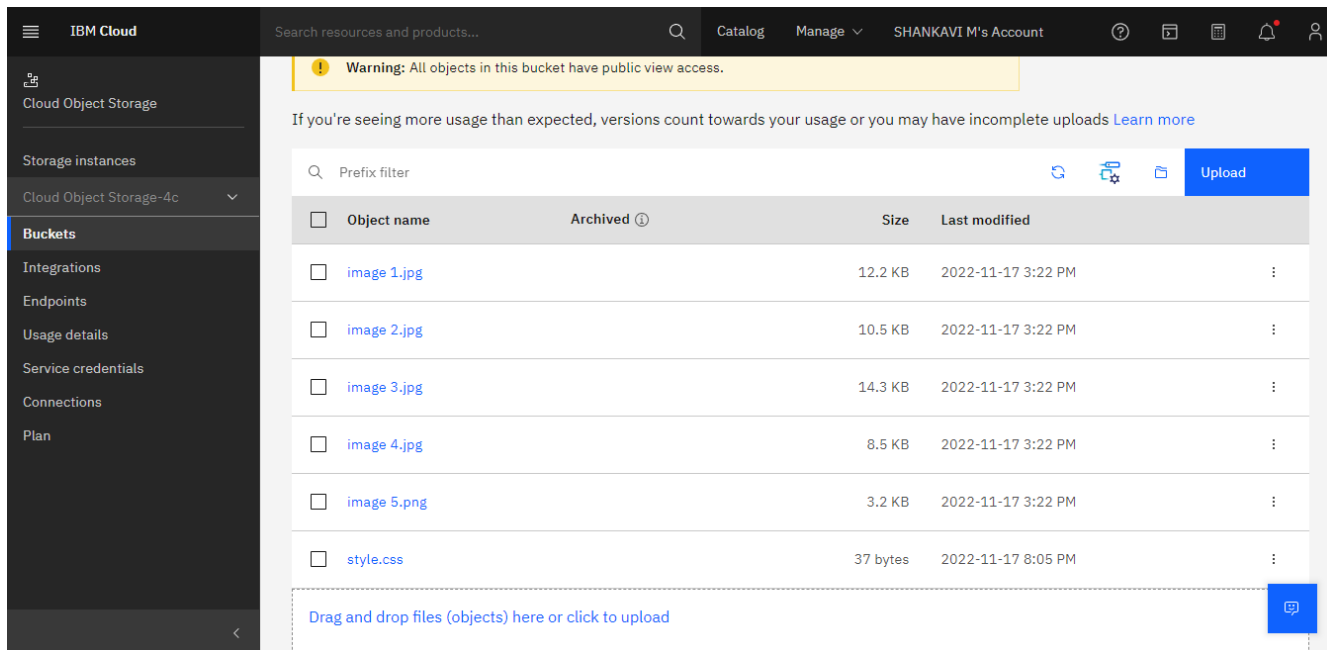 IBM Cloud
Search resources and products...
Catalog
Manage
SHANKAVI M's Account
Cloud Object Storage
Storage instances
Cloud Object Storage-4c
Buckets
Integrations
Endpoints
Usage details
Service credentials
Connections
Plan
Warning: All objects in this bucket have public view access.
If you're seeing more usage than expected, versions count towards your usage or you may have incomplete uploads Learn more
Prefix filter
Upload
Object name Archived Size Last modified
image 1.jpg 12.2 KB 2022-11-17 3:22 PM
image 2.jpg 10.5 KB 2022-11-17 3:22 PM
image 3.jpg 14.3 KB 2022-11-17 3:22 PM
image 4.jpg 8.5 KB 2022-11-17 3:22 PM
image 5.png 3.2 KB 2022-11-17 3:22 PM
style.css 37 bytes 2022-11-17 8:05 PM
Drag and drop files (objects) here or click to upload